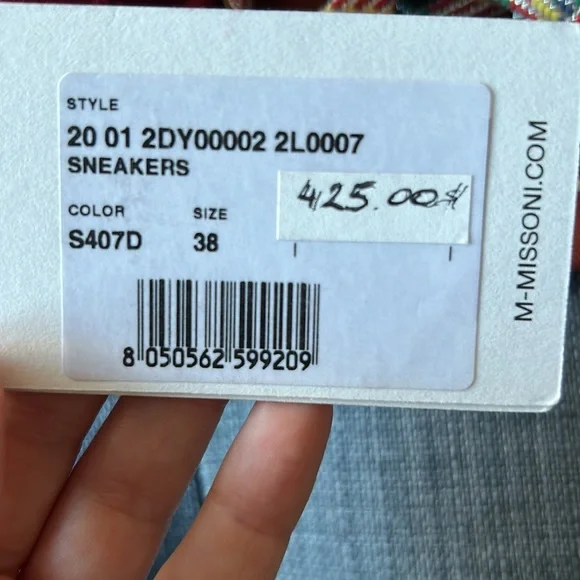 STYLE
20 01 2DY00002 2L0007
SNEAKERS
425.00$
COLOR SIZE
S407D 38
8 050562 599209
M-MISSONI.COM